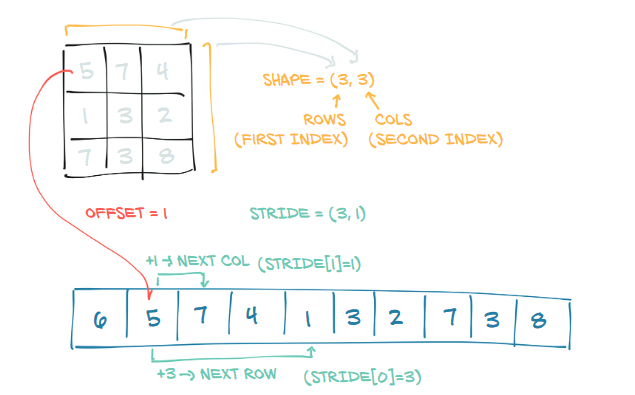 5 7 4
1 3 2
7 3 8
SHAPE = (3, 3)
ROWS
(FIRST INDEX)
COLS
(SECOND INDEX)
OFFSET = 1
STRIDE = (3, 1)
+1 → NEXT COL (STRIDE[1]=1)
6 5 7 4 1 3 2 7 3 8
+3 → NEXT ROW (STRIDE[0]=3)